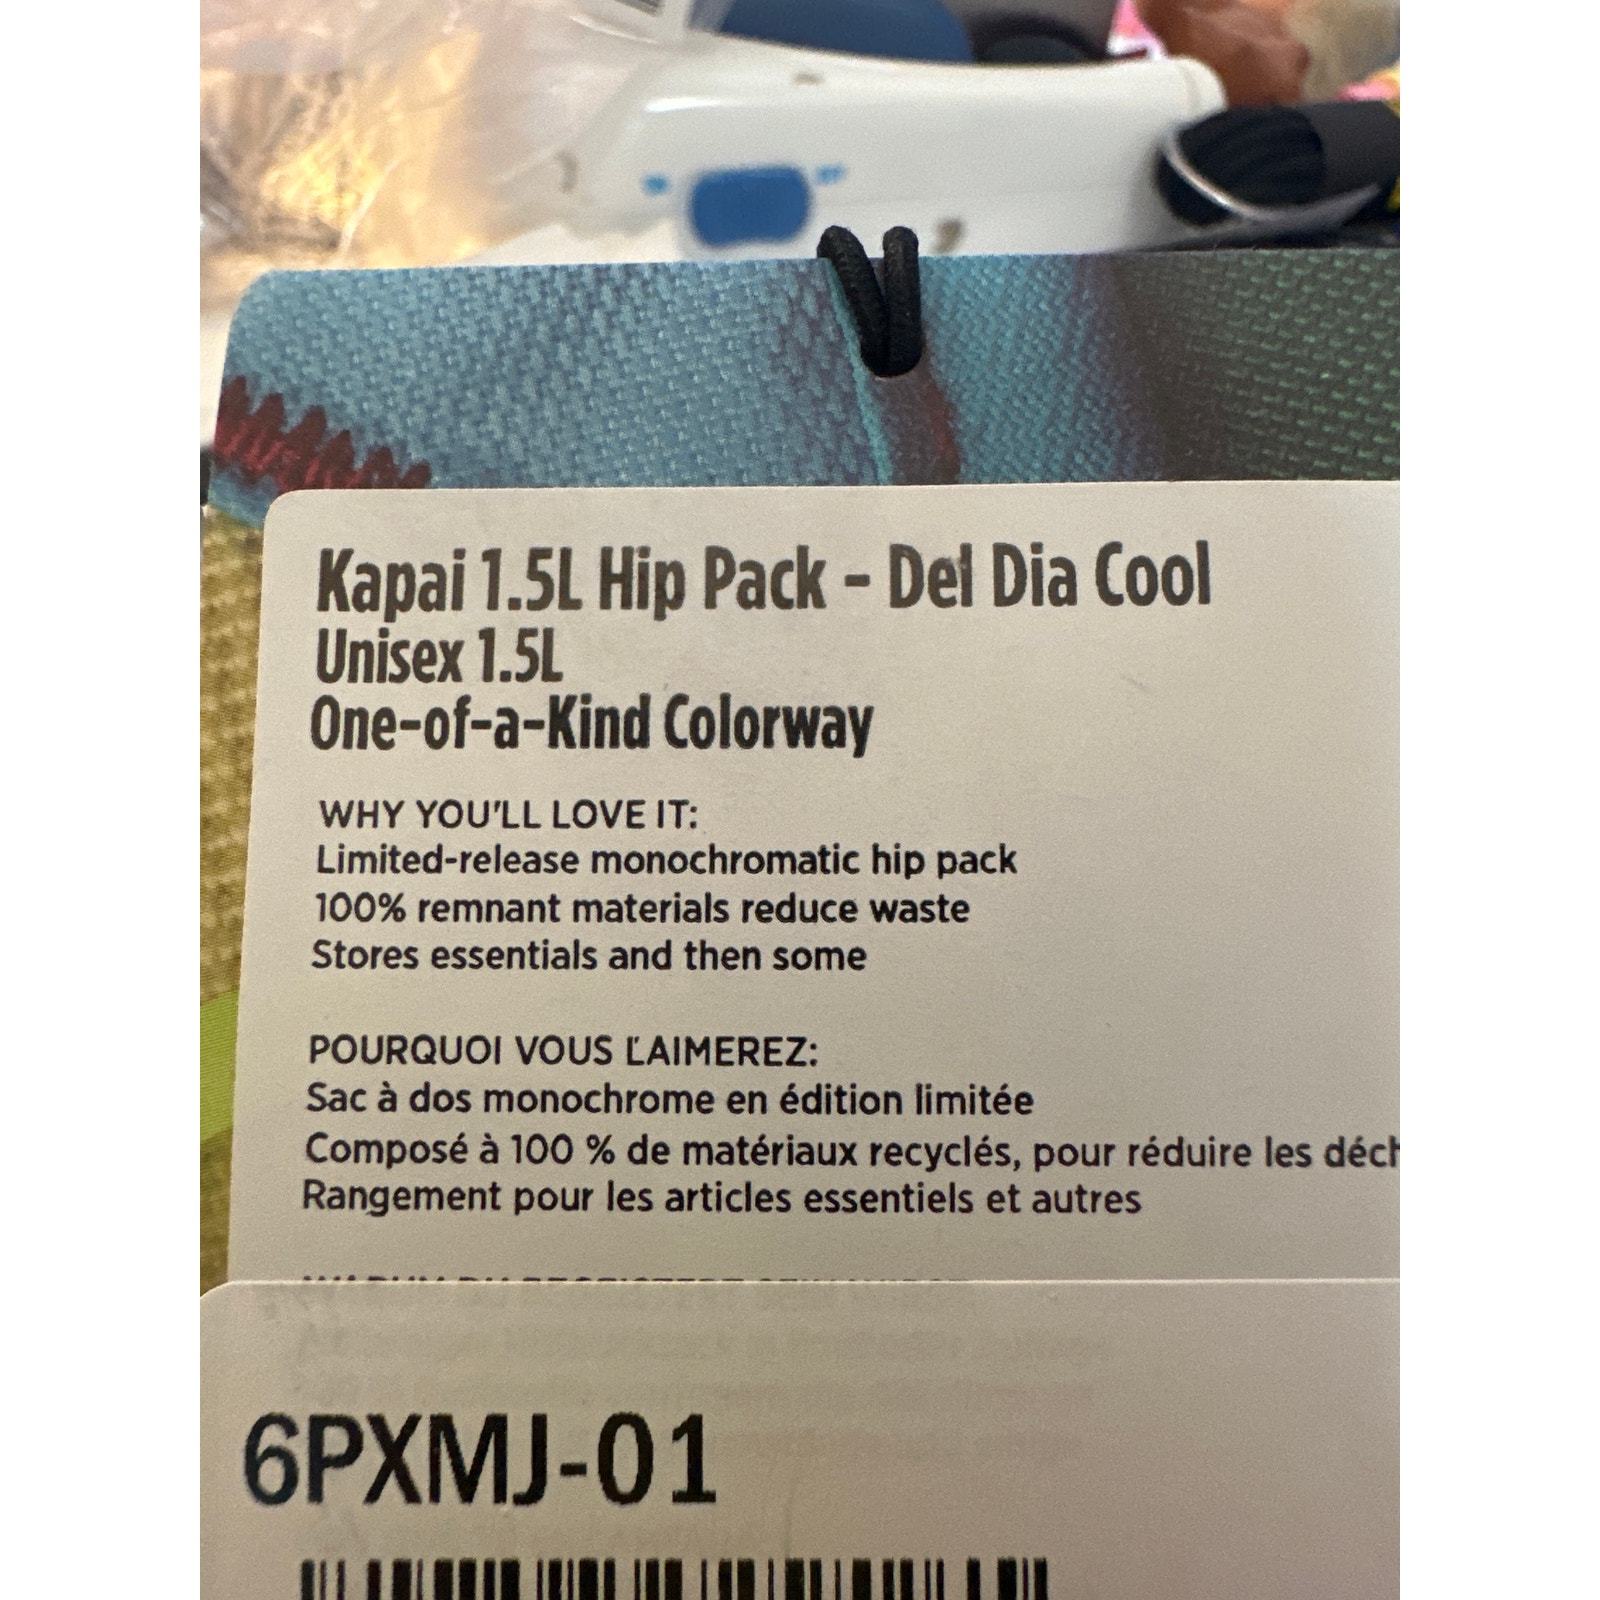 Kapai 1.5L Hip Pack - Del Dia Cool
Unisex 1.5L
One-of-a-Kind Colorway
WHY YOU'LL LOVE IT:
Limited-release monochromatic hip pack
100% remnant materials reduce waste
Stores essentials and then some
POURQUOI VOUS L'AIMEREZ:
Sac à dos monochrome en édition limitée
Composé à 100 % de matériaux recyclés, pour réduire les déch
Rangement pour les articles essentiels et autres
6PXMJ-01